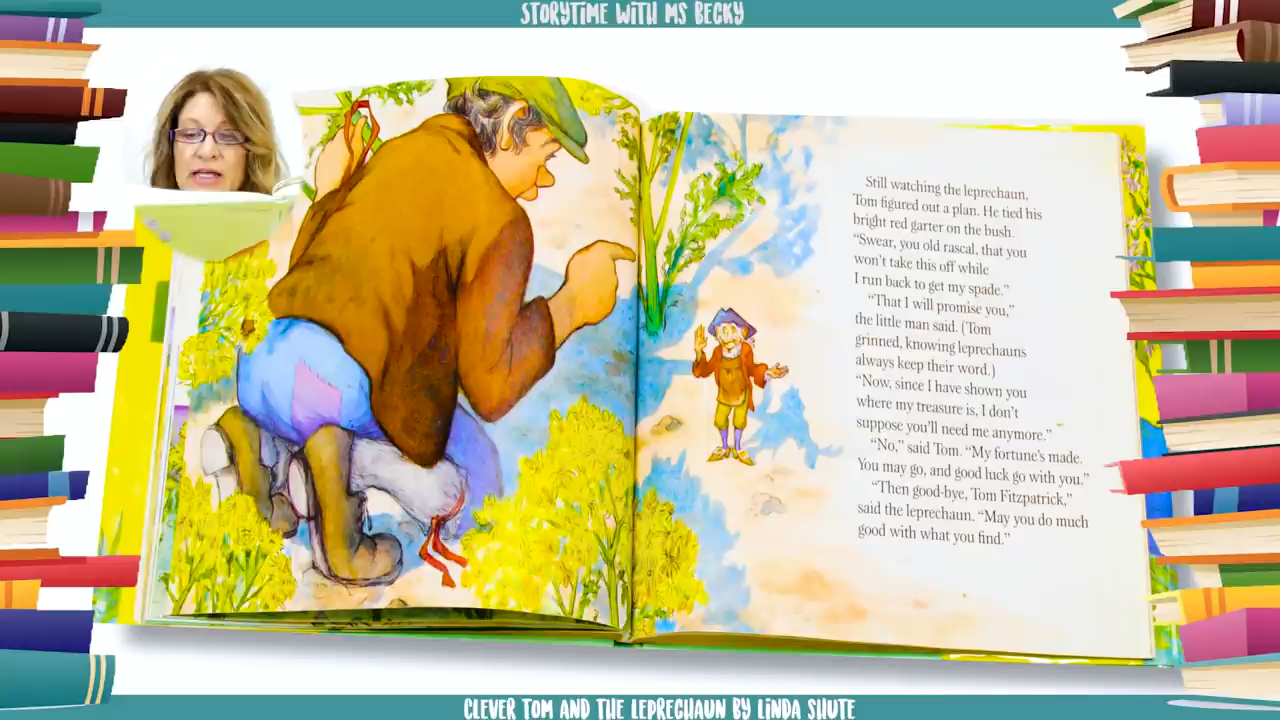 STORYTIME WITH MS BECKY
Still watching the leprechaun,
Tom figured out a plan. He tied his
bright red garter on the bush.
“Swear, you old rascal, that you
won’t take this off while
I run back to get my spade.”
“That I will promise you,”
the little man said. (Tom
grinned, knowing leprechauns
always keep their word.)
“Now, since I have shown you
where my treasure is, I don’t
suppose you’ll need me anymore.”
“No,” said Tom. “My fortune’s made.
You may go, and good luck go with you.”
“Then good-bye, Tom Fitzpatrick,”
said the leprechaun. “May you do much
good with what you find.”
CLEVER TOM AND THE LEPRECHAUN BY LINDA SHUTE